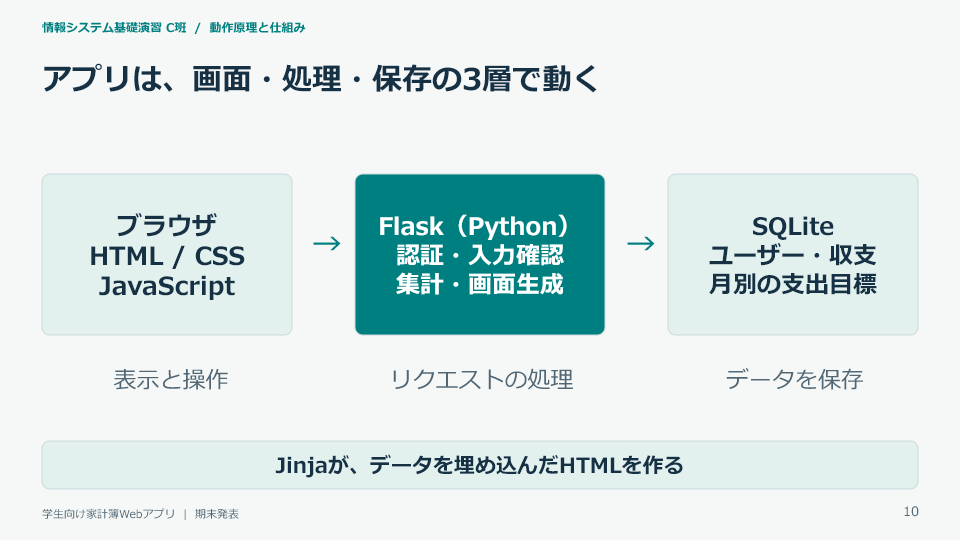 情報システム基礎演習 C班 / 動作原理と仕組み
アプリは、画面・処理・保存の3層で動く
ブラウザ
HTML / CSS
JavaScript
→
Flask（Python）
認証・入力確認
集計・画面生成
→
SQLite
ユーザー・収支
月別の支出目標
表示と操作
リクエストの処理
データを保存
Jinjaが、データを埋め込んだHTMLを作る
学生向け家計簿Webアプリ | 期末発表
10